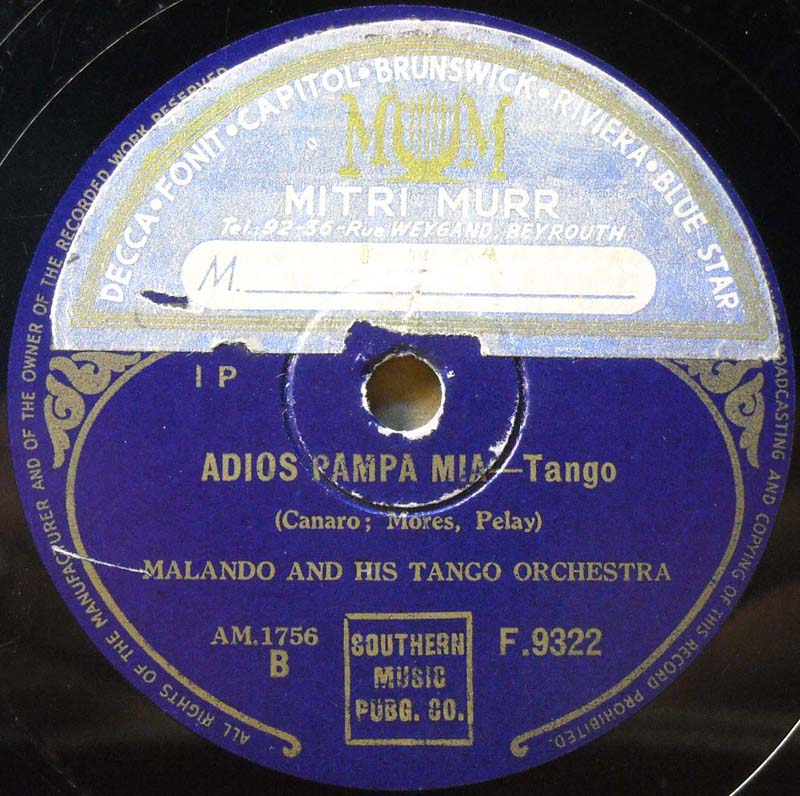 DECCA • FONIT • CAPITOL • BRUNSWICK • RIVIERA • BLUE STAR
M M
MITRI MURR
Tel.: 92-36 - Rue WEYGAND, BEYROUTH
M.
I P
ADIOS PAMPA MIA—Tango
(Canaro; Mores, Pelay)
MALANDO AND HIS TANGO ORCHESTRA
AM.1756
B
SOUTHERN
MUSIC
PUBG. CO.
F.9322
ALL RIGHTS OF THE MANUFACTURER AND OF THE OWNER OF THE RECORDED WORK RESERVED
BROADCASTING AND COPYING OF THIS RECORD PROHIBITED.